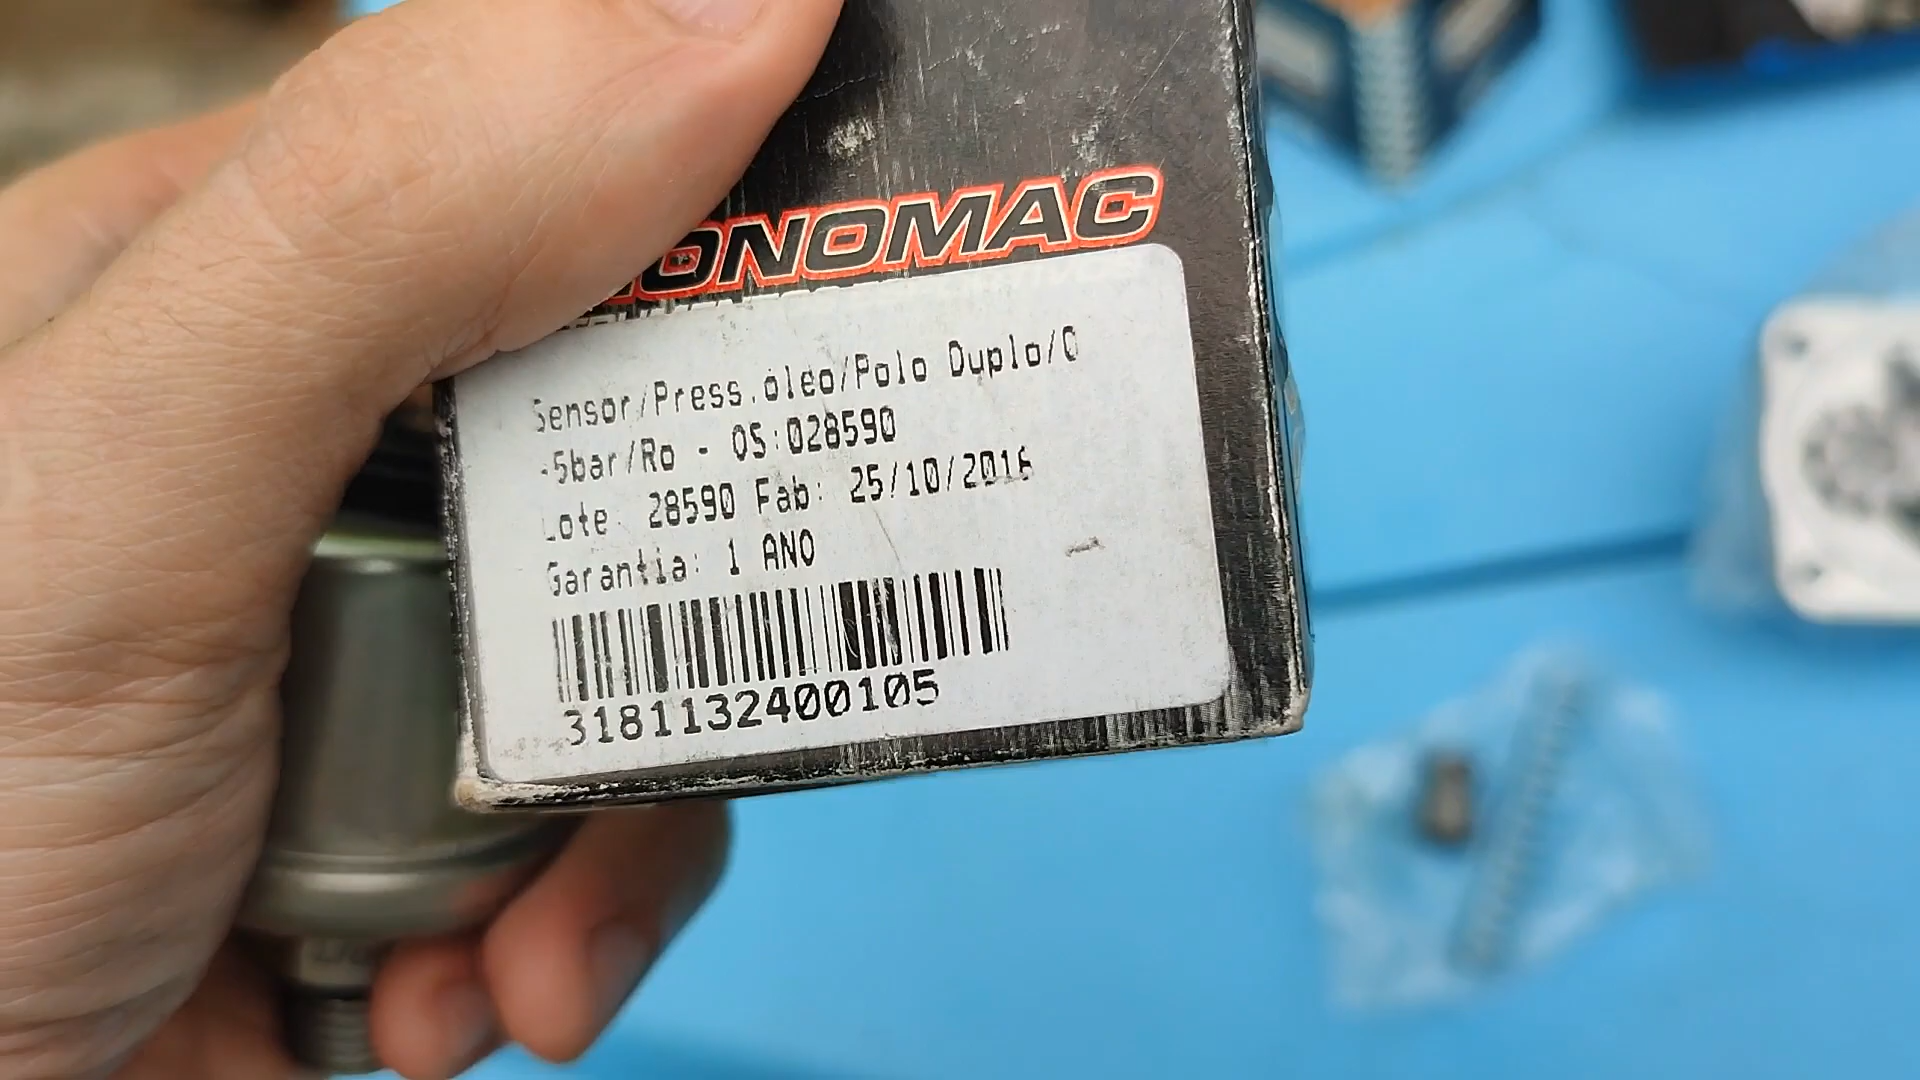 ONOMAC
Sensor/Press.óleo/Polo Duplo/0
-5bar/Ro - OS:028590
Lote: 28590 Fab: 25/10/2016
Garantia: 1 ANO
3181132400105